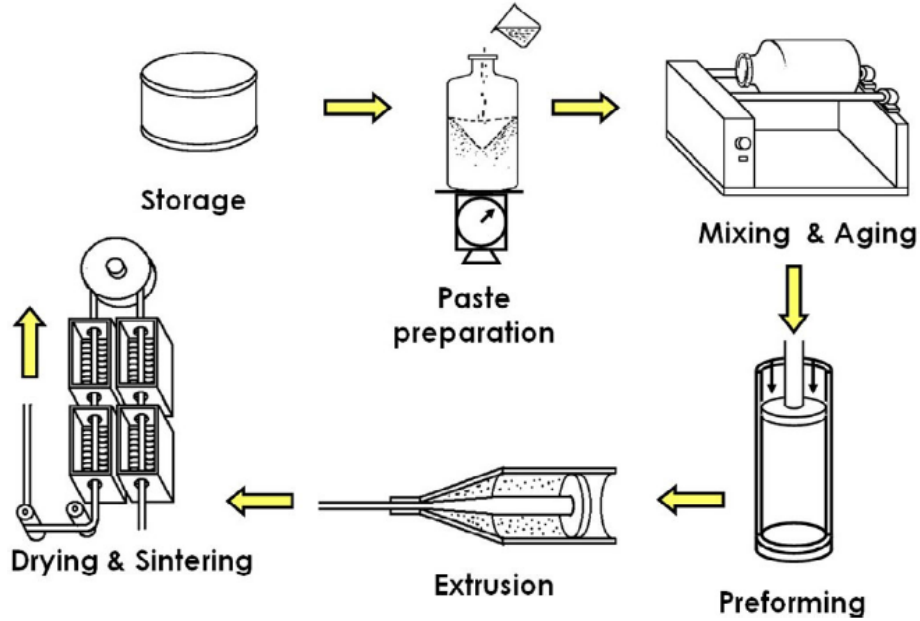 Storage
Paste
preparation
Mixing & Aging
Preforming
Extrusion
Drying & Sintering